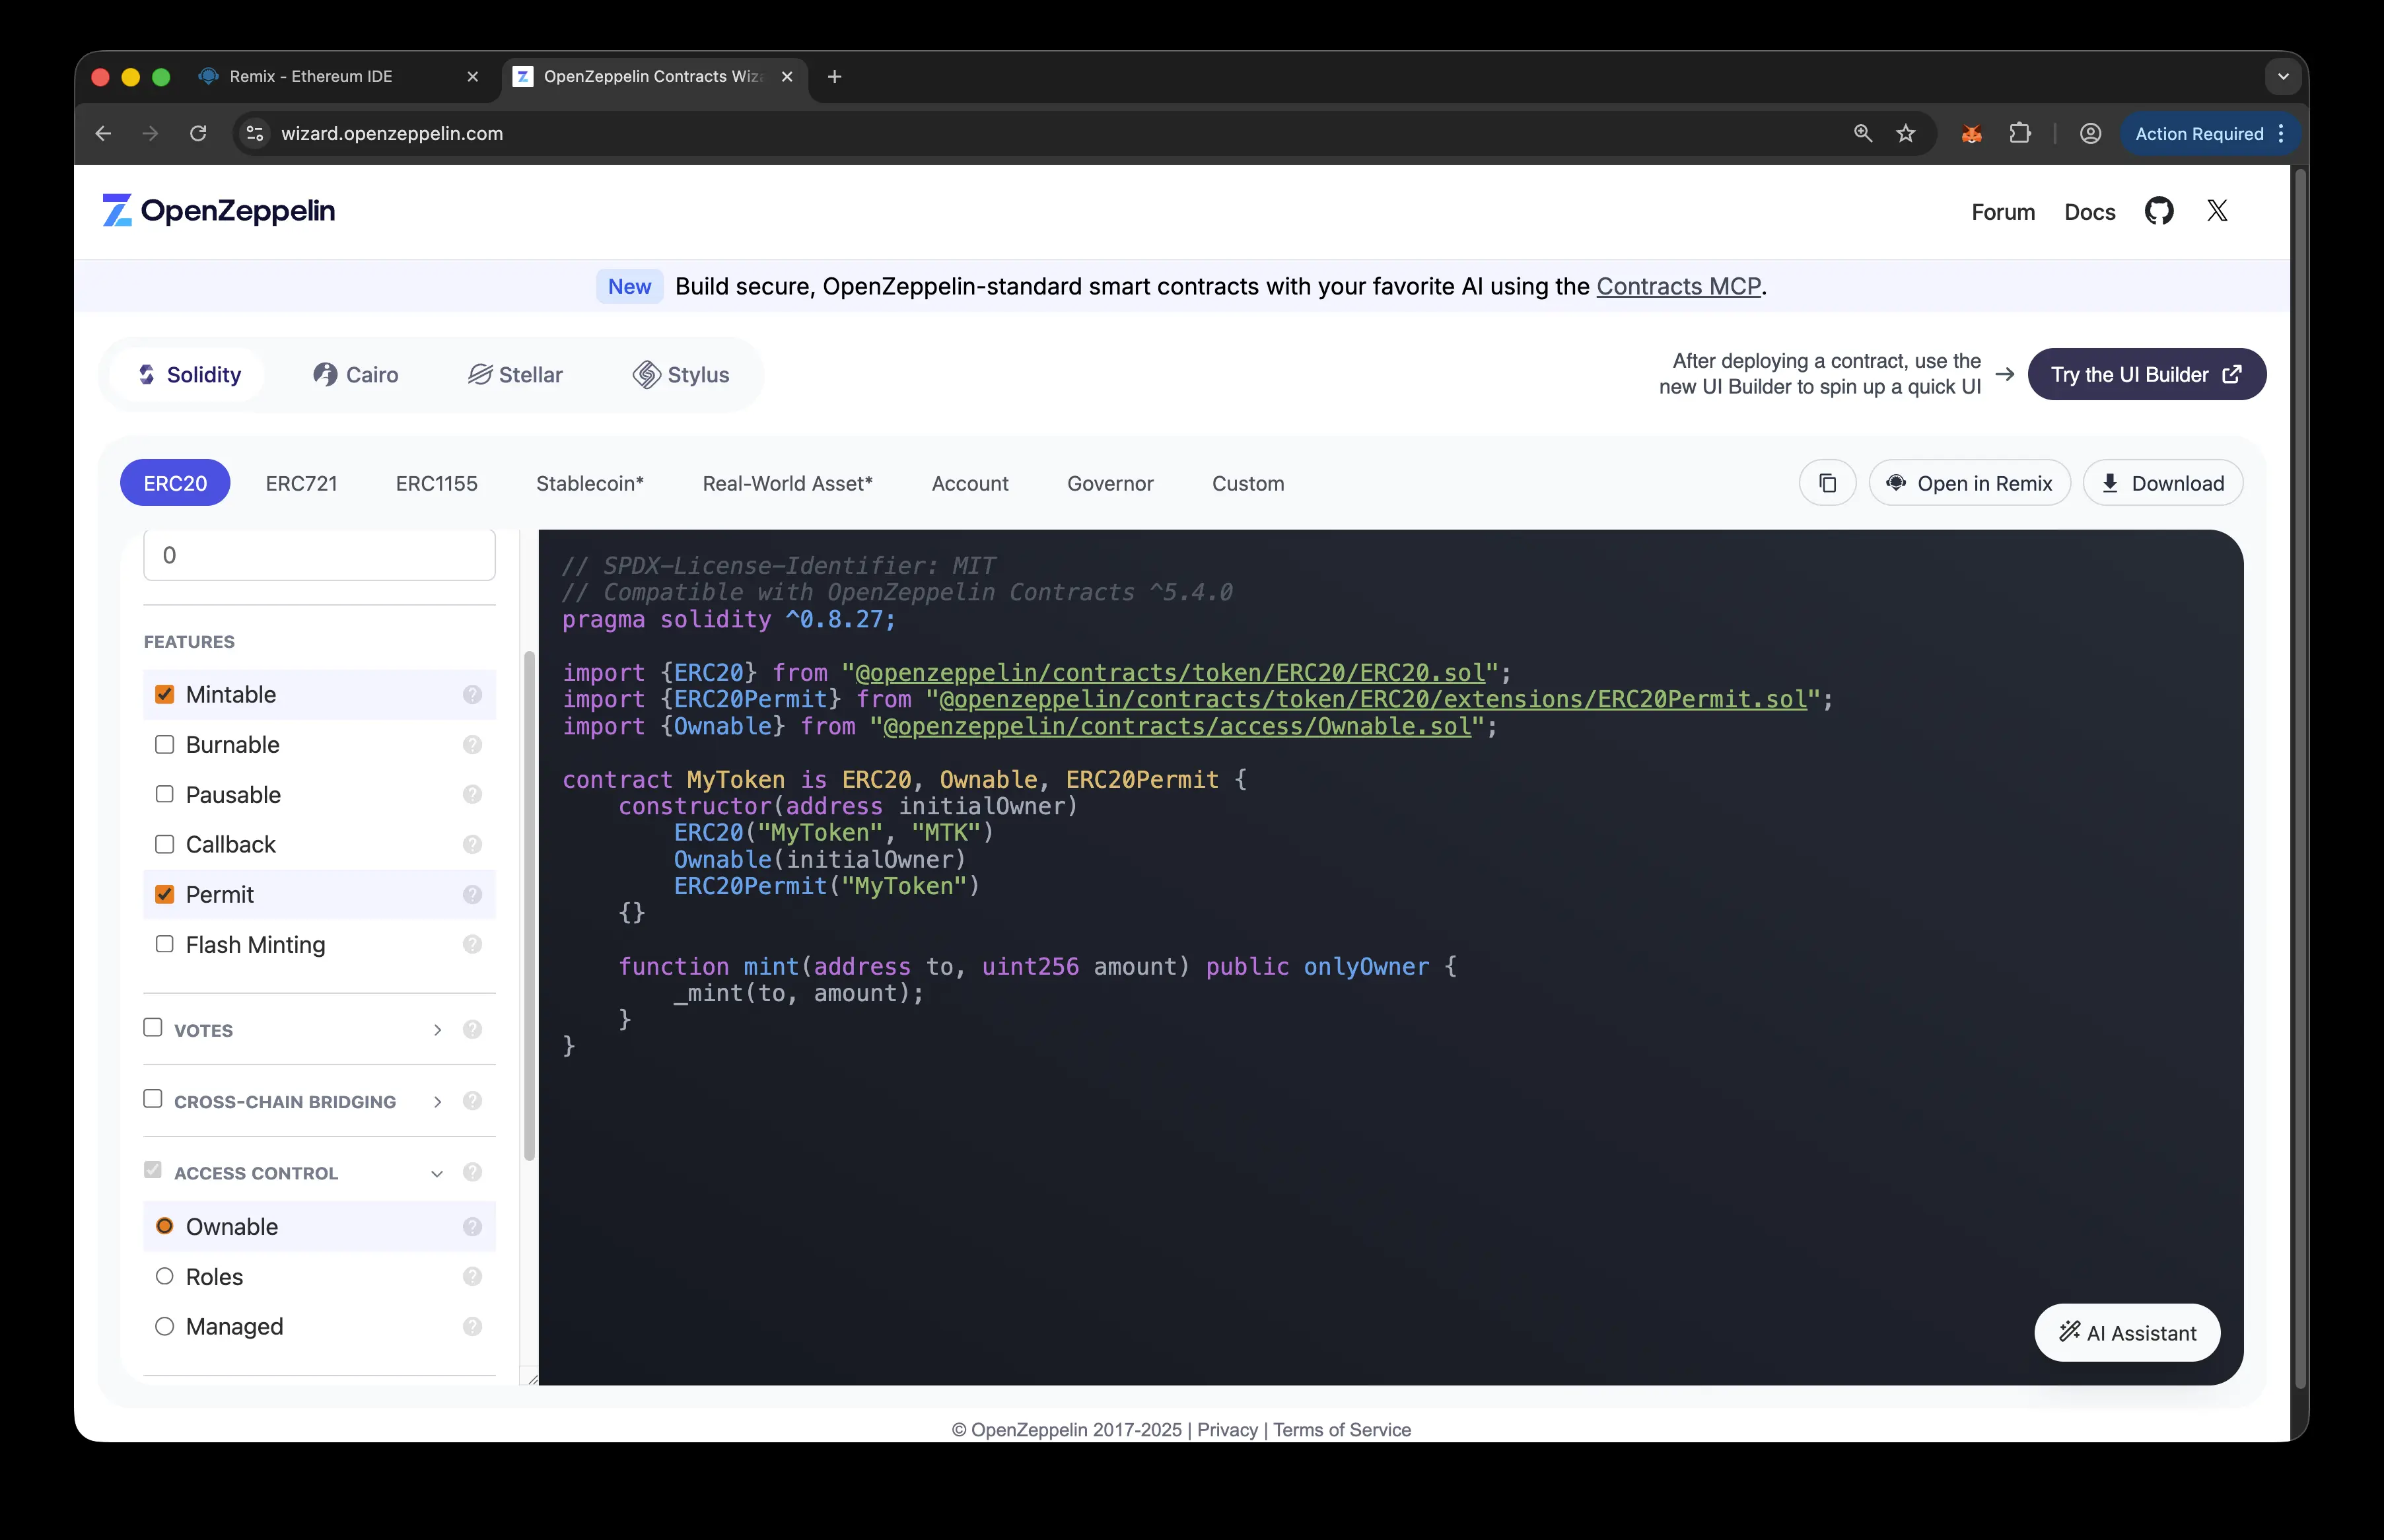 Remix - Ethereum IDE
OpenZeppelin Contracts Wiz
wizard.openzeppelin.com
Action Required
OpenZeppelin
Forum
Docs
New
Build secure, OpenZeppelin-standard smart contracts with your favorite AI using the Contracts MCP.
Solidity
Cairo
Stellar
Stylus
After deploying a contract, use the
new UI Builder to spin up a quick UI
→
Try the UI Builder
ERC20
ERC721
ERC1155
Stablecoin*
Real-World Asset*
Account
Governor
Custom
Open in Remix
Download
0
FEATURES
Mintable
?
Burnable
?
Pausable
?
Callback
?
Permit
?
Flash Minting
?
VOTES
?
CROSS-CHAIN BRIDGING
?
ACCESS CONTROL
?
Ownable
?
Roles
?
Managed
?
// SPDX-License-Identifier: MIT
// Compatible with OpenZeppelin Contracts ^5.4.0
pragma solidity ^0.8.27;
import {ERC20} from "@openzeppelin/contracts/token/ERC20/ERC20.sol";
import {ERC20Permit} from "@openzeppelin/contracts/token/ERC20/extensions/ERC20Permit.sol";
import {Ownable} from "@openzeppelin/contracts/access/Ownable.sol";
contract MyToken is ERC20, Ownable, ERC20Permit {
constructor(address initialOwner)
ERC20("MyToken", "MTK")
Ownable(initialOwner)
ERC20Permit("MyToken")
{}
function mint(address to, uint256 amount) public onlyOwner {
_mint(to, amount);
}
}
AI Assistant
© OpenZeppelin 2017-2025 | Privacy | Terms of Service